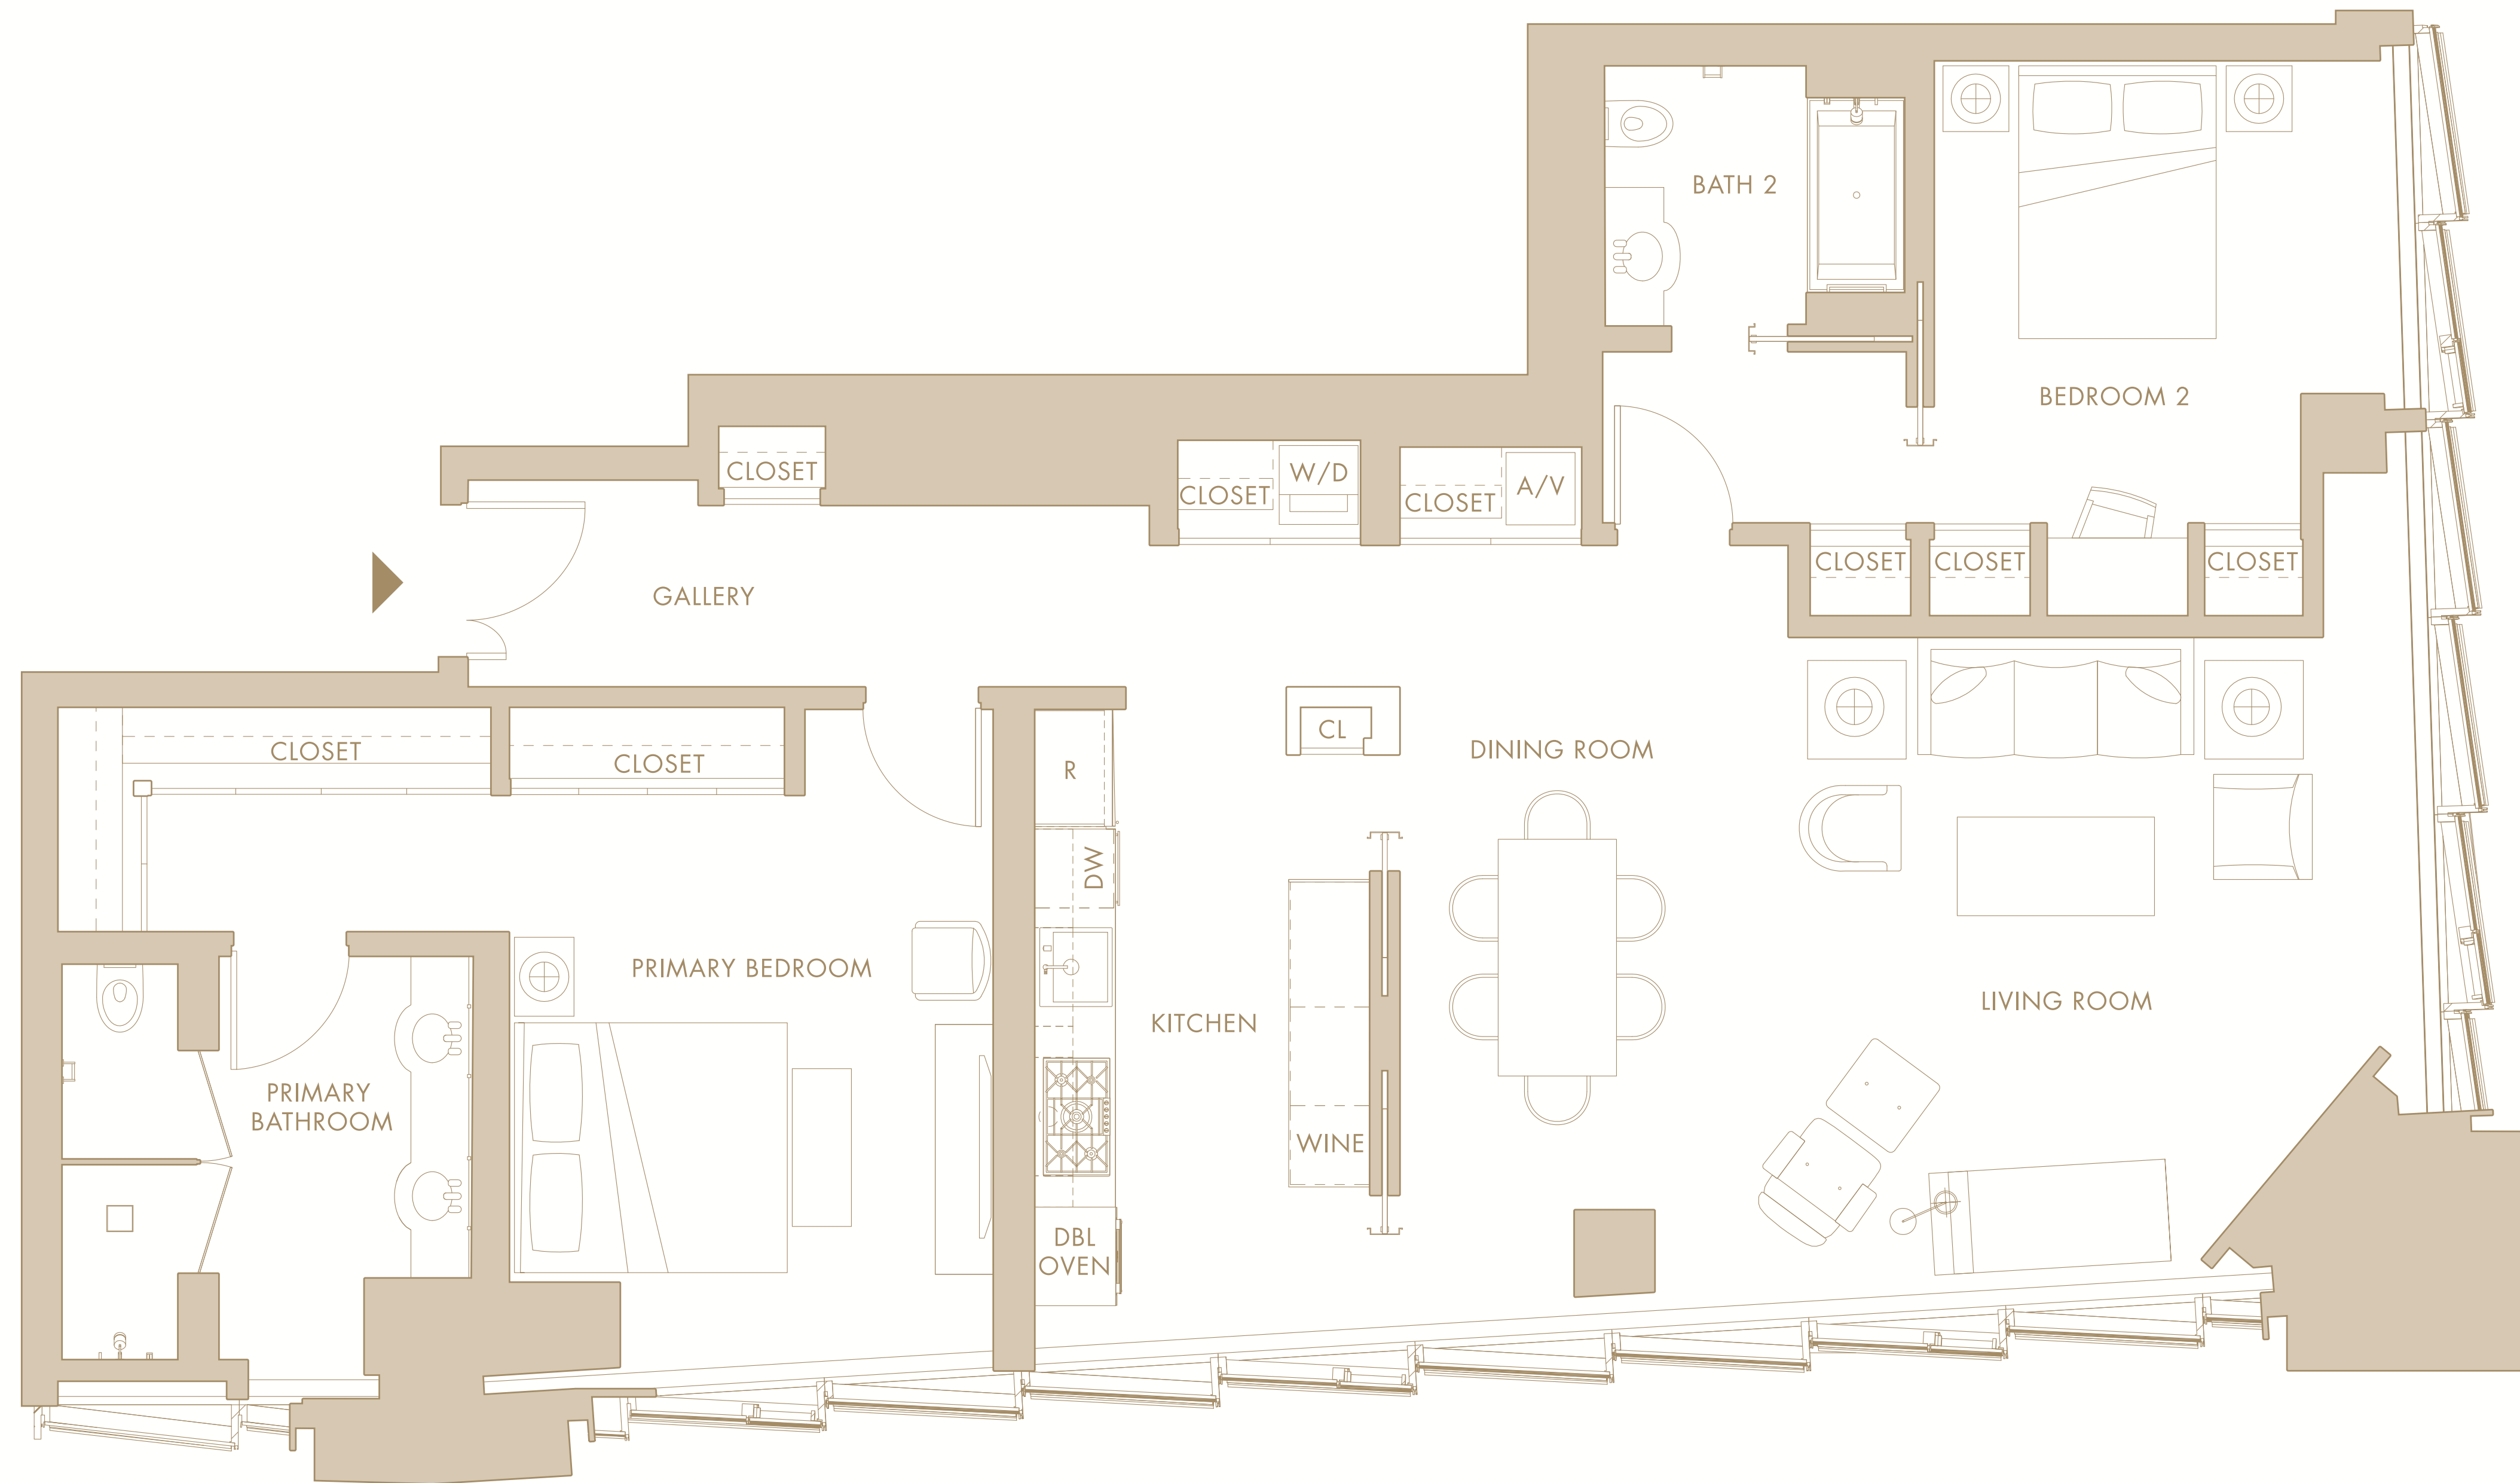 BATH 2
BEDROOM 2
CLOSET
W/D
CLOSET
A/V
CLOSET
CLOSET
CLOSET
CLOSET
GALLERY
CL
CLOSET
CLOSET
R
DINING ROOM
DW
PRIMARY BEDROOM
KITCHEN
LIVING ROOM
PRIMARY
BATHROOM
WINE
DBL
OVEN